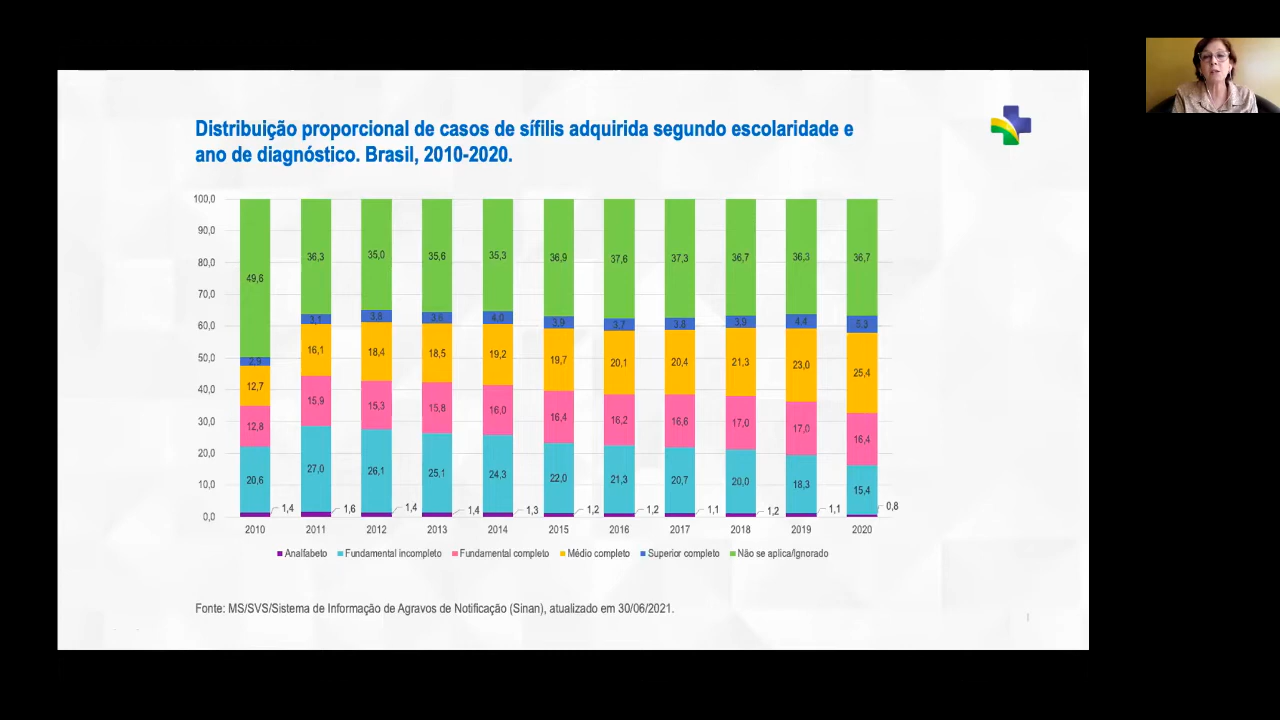 Distribuição proporcional de casos de sífilis adquirida segundo escolaridade e
ano de diagnóstico. Brasil, 2010-2020.
100,0
90,0
80,0
70,0
60,0
50,0
40,0
30,0
20,0
10,0
0,0
49,6 36,3 35,0 35,6 35,3 36,9 37,6 37,3 36,7 36,3 36,7
2,9 3,1 3,8 3,6 4,0 3,9 3,7 3,8 3,9 4,4 5,3
12,7 16,1 18,4 18,5 19,2 19,7 20,1 20,4 21,3 23,0 25,4
12,8 15,9 15,3 15,8 16,0 16,4 16,2 16,6 17,0 17,0 16,4
20,6 27,0 26,1 25,1 24,3 22,0 21,3 20,7 20,0 18,3 15,4
1,4 1,6 1,4 1,4 1,3 1,2 1,2 1,1 1,2 1,1 0,8
2010 2011 2012 2013 2014 2015 2016 2017 2018 2019 2020
Analfabeto Fundamental incompleto Fundamental completo Médio completo Superior completo Não se aplica/Ignorado
Fonte: MS/SVS/Sistema de Informação de Agravos de Notificação (Sinan), atualizado em 30/06/2021.